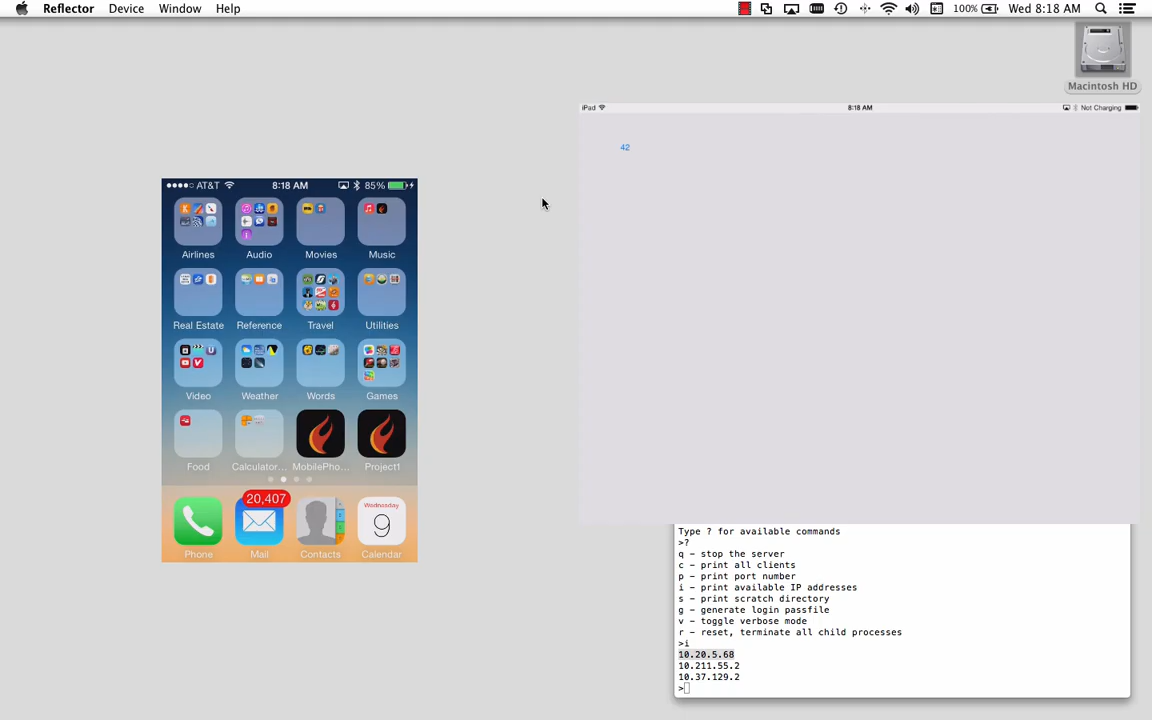 Reflector Device Window Help
100% Wed 8:18 AM
Macintosh HD
iPad 8:18 AM Not Charging
42
AT&T 8:18 AM 85%
Airlines Audio Movies Music
Real Estate Reference Travel Utilities
Video Weather Words Games
Food Calculator... MobilePho... Project1
20,407
Wednesday
9
Phone Mail Contacts Calendar
Type ? for available commands
>?
q - stop the server
c - print all clients
p - print port number
i - print available IP addresses
s - print scratch directory
g - generate login passfile
v - toggle verbose mode
r - reset, terminate all child processes
>i
10.20.5.68
10.211.55.2
10.37.129.2
>